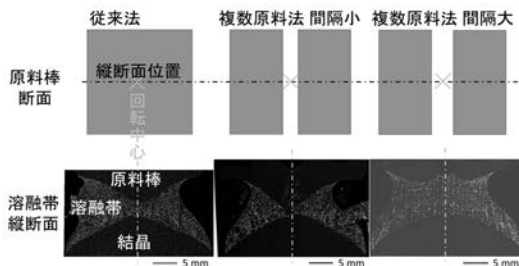 従来法
複数原料法 間隔小
複数原料法 間隔大
原料棒
断面
縦断面位置
回転中心
溶融帯
縦断面
原料棒
溶融帯
結晶
5 mm
5 mm
5 mm